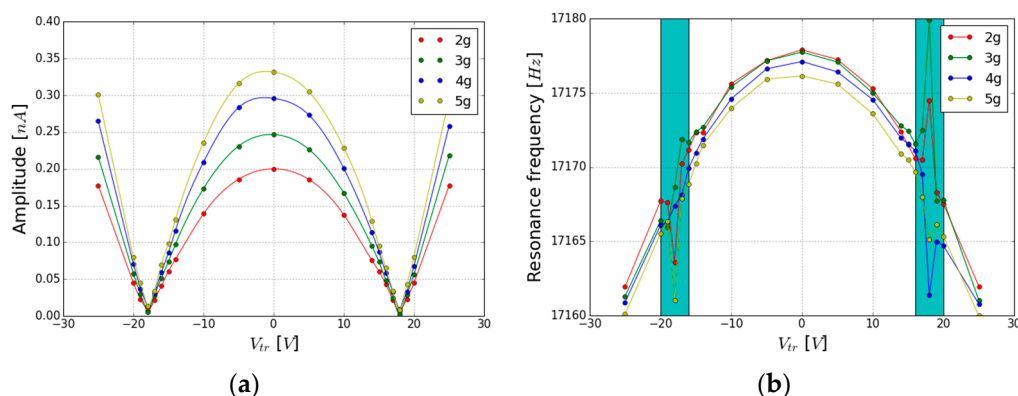 0.40
0.35
0.30
0.25
0.20
0.15
0.10
0.05
0.00
Amplitude [nA]
−30 −20 −10 0 10 20 30
V_tr [V]
2g
3g
4g
5g
(a)
17180
17175
17170
17165
17160
Resonance frequency [Hz]
−30 −20 −10 0 10 20 30
V_tr [V]
2g
3g
4g
5g
(b)